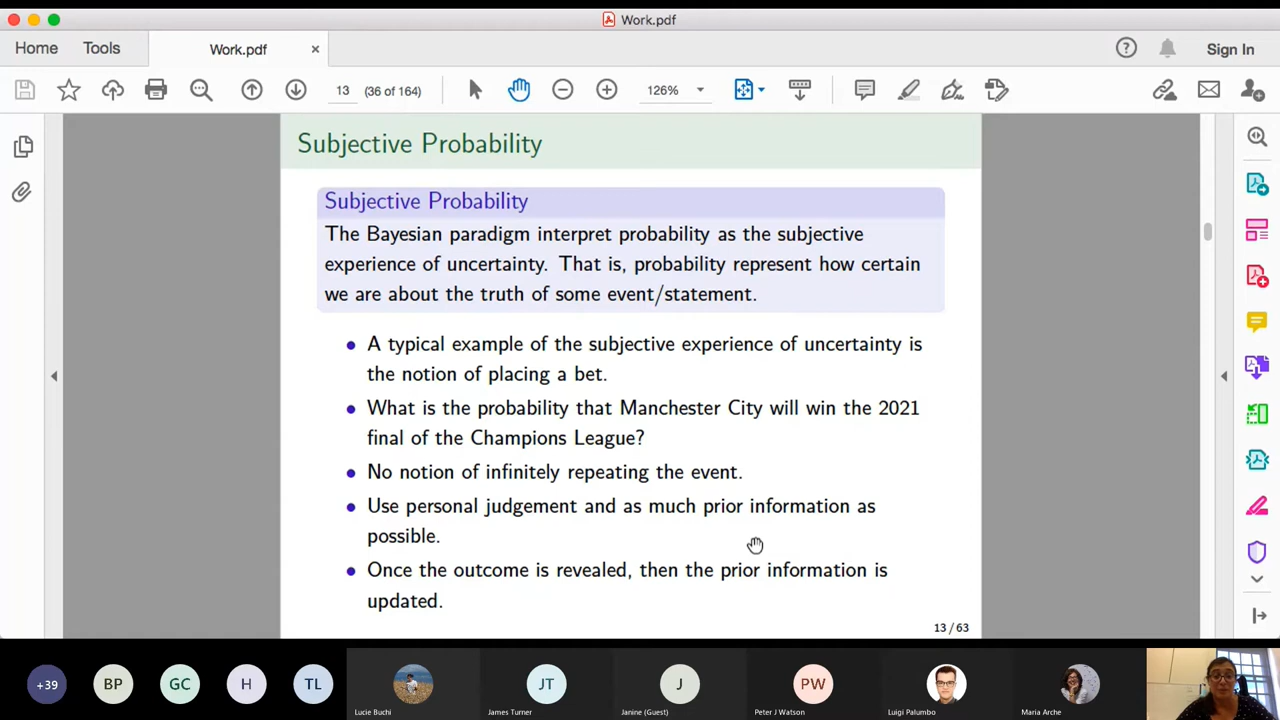 Work.pdf
Home
Tools
Work.pdf
×
Sign In
13
(36 of 164)
126%
Subjective Probability
Subjective Probability
The Bayesian paradigm interpret probability as the subjective
experience of uncertainty. That is, probability represent how certain
we are about the truth of some event/statement.
• A typical example of the subjective experience of uncertainty is
the notion of placing a bet.
• What is the probability that Manchester City will win the 2021
final of the Champions League?
• No notion of infinitely repeating the event.
• Use personal judgement and as much prior information as
possible.
• Once the outcome is revealed, then the prior information is
updated.
13 / 63
+39
BP
GC
H
TL
JT
J
PW
Lucie Buchi
James Turner
Janine (Guest)
Peter J Watson
Luigi Palumbo
Maria Arche